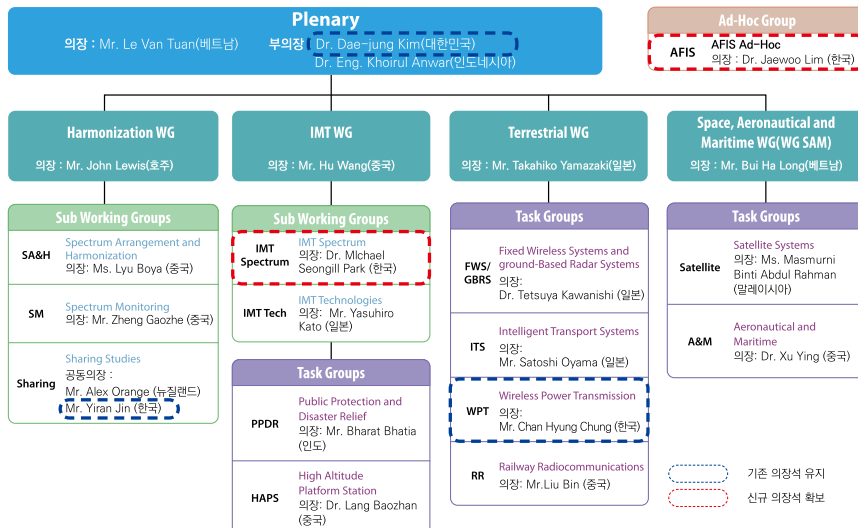 Plenary
의장 : Mr. Le Van Tuan(베트남)
부의장 Dr. Dae-jung Kim(대한민국)
Dr. Eng. Khoirul Anwar(인도네시아)
Ad-Hoc Group
AFIS
AFIS Ad-Hoc
의장 : Dr. Jaewoo Lim (한국)
Harmonization WG
의장 : Mr. John Lewis(호주)
Sub Working Groups
SA&H
Spectrum Arrangement and
Harmonization
의장: Ms. Lyu Boya (중국)
SM
Spectrum Monitoring
의장: Mr. Zheng Gaozhe (중국)
Sharing
Sharing Studies
공동의장 :
Mr. Alex Orange (뉴질랜드)
Mr. Yiran Jin (한국)
IMT WG
의장 : Mr. Hu Wang(중국)
Sub Working Groups
IMT
Spectrum
IMT Spectrum
의장: Dr. MIchael
Seongill Park (한국)
IMT Tech
IMT Technologies
의장: Mr. Yasuhiro
Kato (일본)
Task Groups
PPDR
Public Protection and
Disaster Relief
의장: Mr. Bharat Bhatia
(인도)
HAPS
High Altitude
Platform Station
의장: Dr. Lang Baozhan
(중국)
Terrestrial WG
의장 : Mr. Takahiko Yamazaki(일본)
Task Groups
FWS/
GBRS
Fixed Wireless Systems and
ground-Based Radar Systems
의장:
Dr. Tetsuya Kawanishi (일본)
ITS
Intelligent Transport Systems
의장:
Mr. Satoshi Oyama (일본)
WPT
Wireless Power Transmission
의장:
Mr. Chan Hyung Chung (한국)
RR
Railway Radiocommunications
의장: Mr.Liu Bin (중국)
Space, Aeronautical and
Maritime WG(WG SAM)
의장 : Mr. Bui Ha Long(베트남)
Task Groups
Satellite
Satellite Systems
의장: Ms. Masmurni
Binti Abdul Rahman
(말레이시아)
A&M
Aeronautical and
Maritime
의장: Dr. Xu Ying (중국)
기존 의장석 유지
신규 의장석 확보